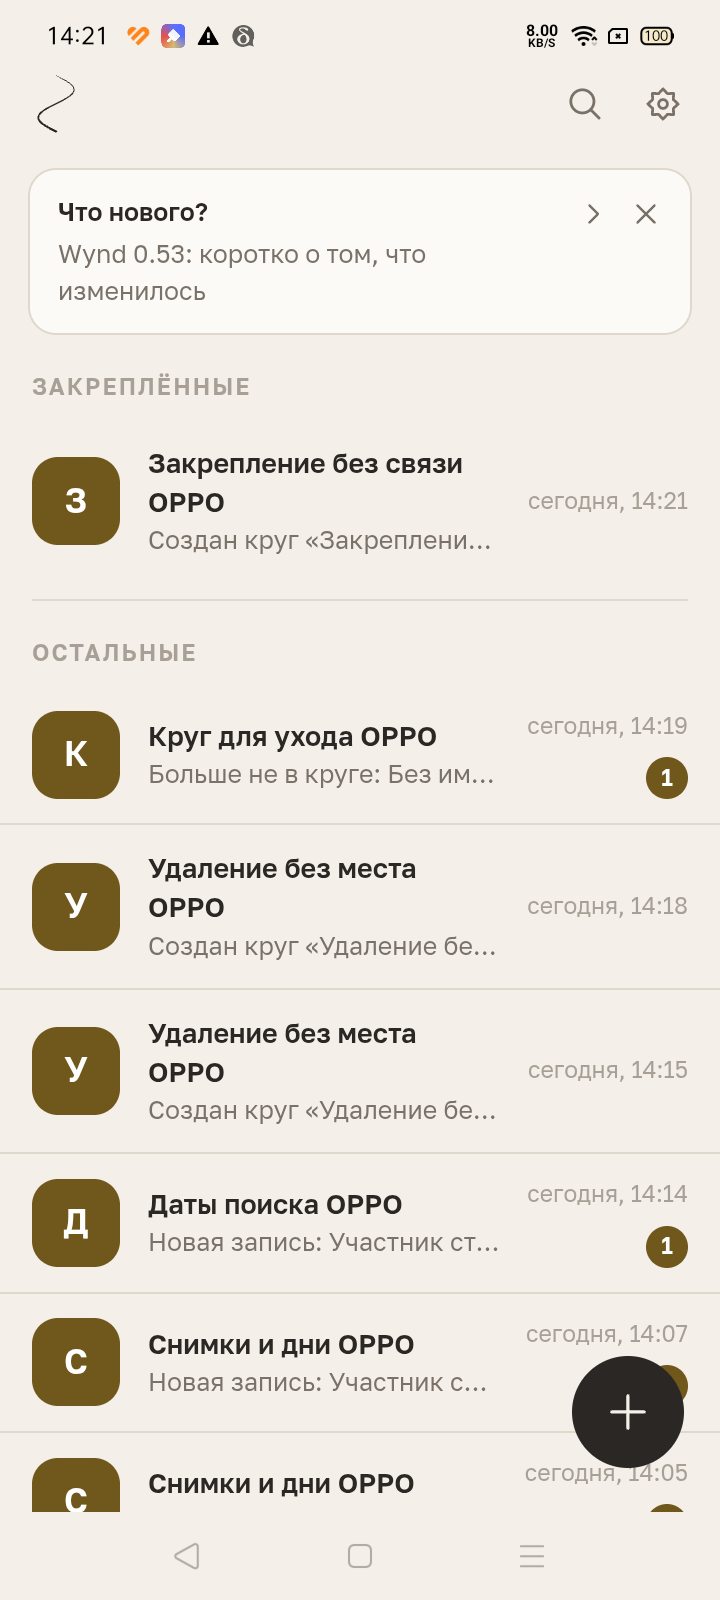 14:21
8.00
KB/S
100
Что нового?
Wynd 0.53: коротко о том, что
изменилось
ЗАКРЕПЛЁННЫЕ
З
Закрепление без связи
OPPO
Создан круг «Закреплени...
сегодня, 14:21
ОСТАЛЬНЫЕ
К
Круг для ухода OPPO
Больше не в круге: Без им...
сегодня, 14:19
1
У
Удаление без места
OPPO
Создан круг «Удаление бе...
сегодня, 14:18
У
Удаление без места
OPPO
Создан круг «Удаление бе...
сегодня, 14:15
Д
Даты поиска OPPO
Новая запись: Участник ст...
сегодня, 14:14
1
С
Снимки и дни OPPO
Новая запись: Участник с...
сегодня, 14:07
С
Снимки и дни OPPO
сегодня, 14:05